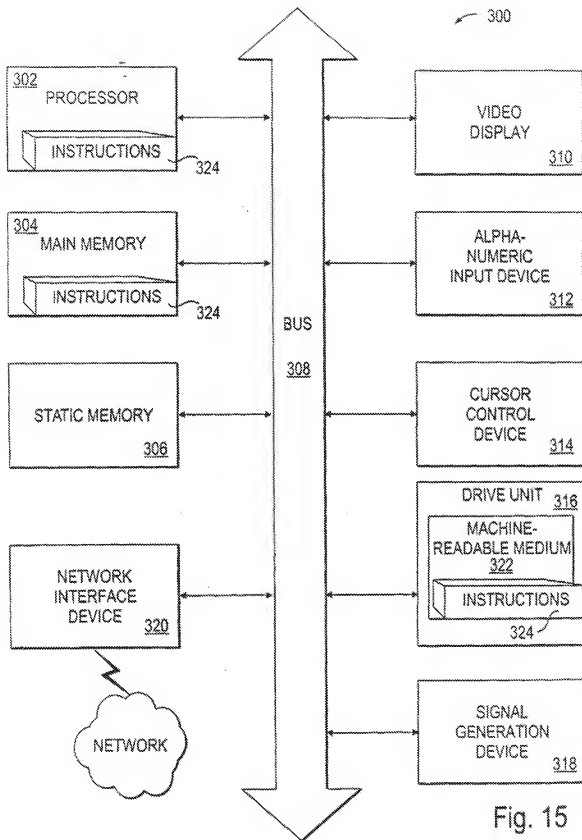 300
302
PROCESSOR
INSTRUCTIONS
324
304
MAIN MEMORY
INSTRUCTIONS
324
STATIC MEMORY
306
NETWORK
INTERFACE
DEVICE
320
NETWORK
BUS
308
VIDEO
DISPLAY
310
ALPHA-
NUMERIC
INPUT DEVICE
312
CURSOR
CONTROL
DEVICE
314
DRIVE UNIT
316
MACHINE-
READABLE MEDIUM
322
INSTRUCTIONS
324
SIGNAL
GENERATION
DEVICE
318
Fig. 15